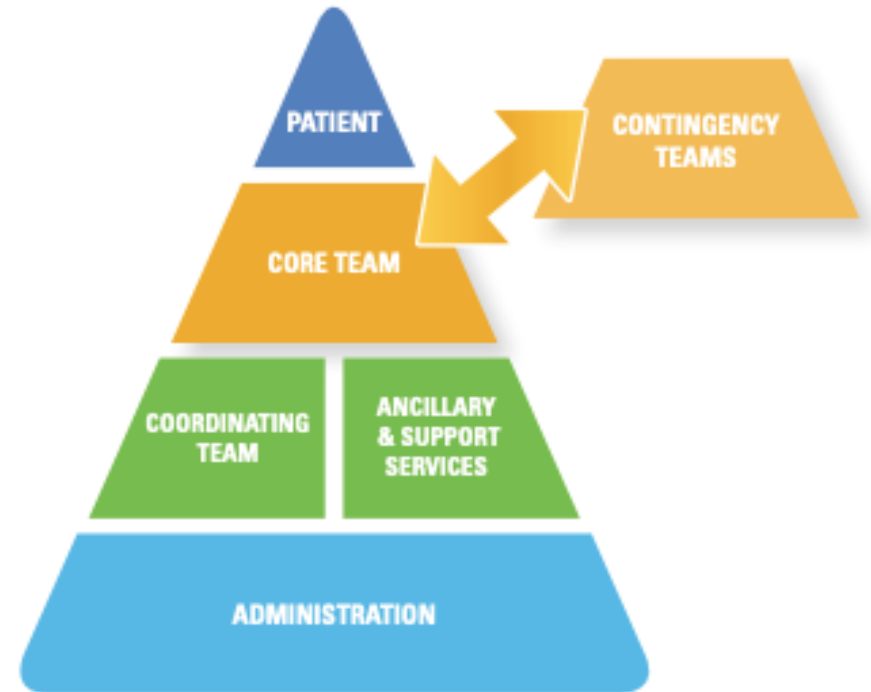 PATIENT
CONTINGENCY
TEAMS
CORE TEAM
COORDINATING
TEAM
ANCILLARY
& SUPPORT
SERVICES
ADMINISTRATION